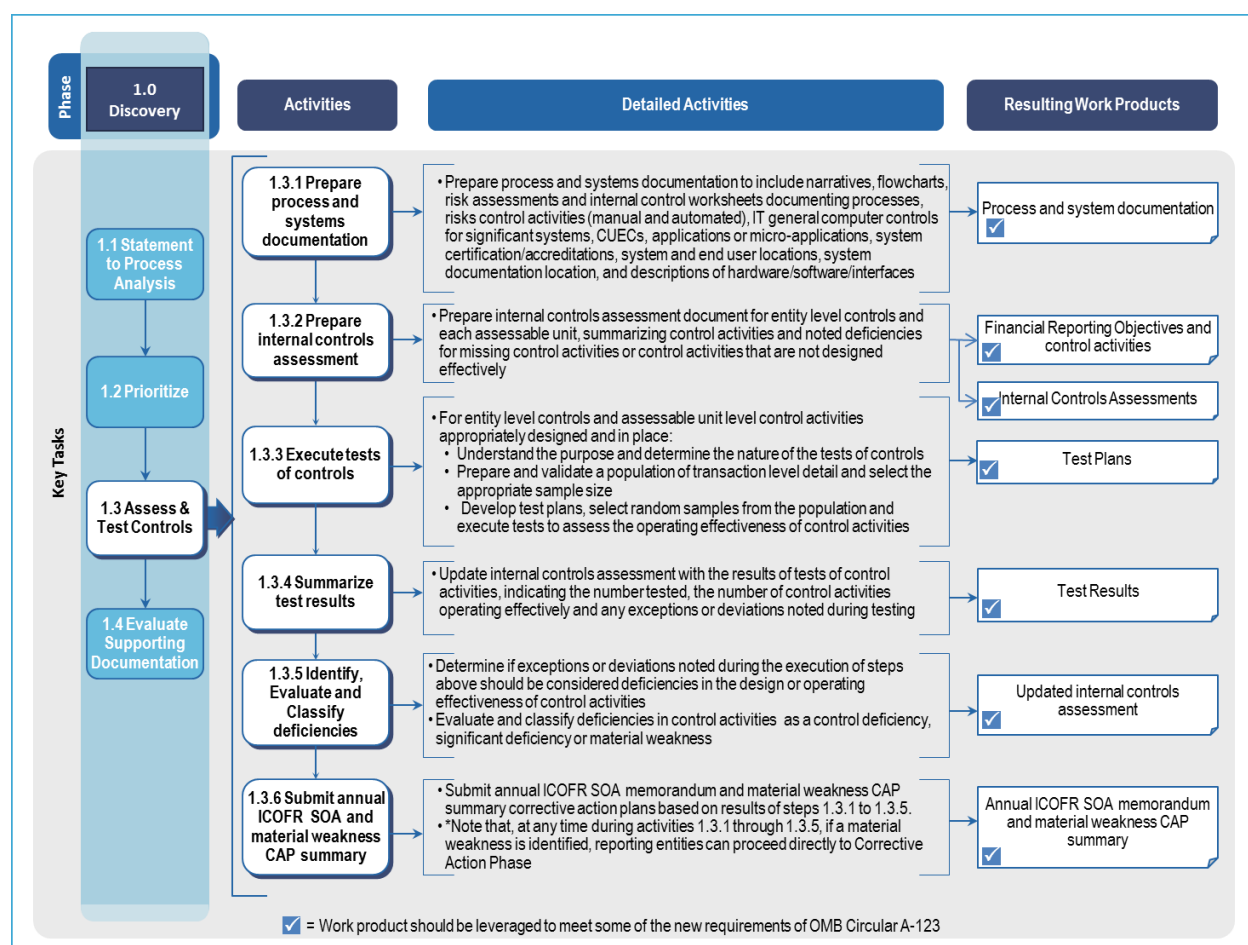 Phase
1.0
Discovery
Activities
Detailed Activities
Resulting Work Products
Key Tasks
1.1 Statement
to Process
Analysis
1.2 Prioritize
1.3 Assess &
Test Controls
1.4 Evaluate
Supporting
Documentation
1.3.1 Prepare
process and
systems
documentation
• Prepare process and systems documentation to include narratives, flowcharts,
risk assessments and internal control worksheets documenting processes,
risks control activities (manual and automated), IT general computer controls
for significant systems, CUECs, applications or micro-applications, system
certification/accreditations, system and end user locations, system
documentation location, and descriptions of hardware/software/interfaces
Process and system documentation
1.3.2 Prepare
internal controls
assessment
• Prepare internal controls assessment document for entity level controls and
each assessable unit, summarizing control activities and noted deficiencies
for missing control activities or control activities that are not designed
effectively
Financial Reporting Objectives and
control activities
Internal Controls Assessments
1.3.3 Execute tests
of controls
• For entity level controls and assessable unit level control activities
appropriately designed and in place:
• Understand the purpose and determine the nature of the tests of controls
• Prepare and validate a population of transaction level detail and select the
appropriate sample size
• Develop test plans, select random samples from the population and
execute tests to assess the operating effectiveness of control activities
Test Plans
1.3.4 Summarize
test results
• Update internal controls assessment with the results of tests of control
activities, indicating the number tested, the number of control activities
operating effectively and any exceptions or deviations noted during testing
Test Results
1.3.5 Identify,
Evaluate and
Classify
deficiencies
• Determine if exceptions or deviations noted during the execution of steps
above should be considered deficiencies in the design or operating
effectiveness of control activities
• Evaluate and classify deficiencies in control activities as a control deficiency,
significant deficiency or material weakness
Updated internal controls
assessment
1.3.6 Submit annual
ICOFR SOA and
material weakness
CAP summary
• Submit annual ICOFR SOA memorandum and material weakness CAP
summary corrective action plans based on results of steps 1.3.1 to 1.3.5.
• *Note that, at any time during activities 1.3.1 through 1.3.5, if a material
weakness is identified, reporting entities can proceed directly to Corrective
Action Phase
Annual ICOFR SOA memorandum
and material weakness CAP
summary
= Work product should be leveraged to meet some of the new requirements of OMB Circular A-123